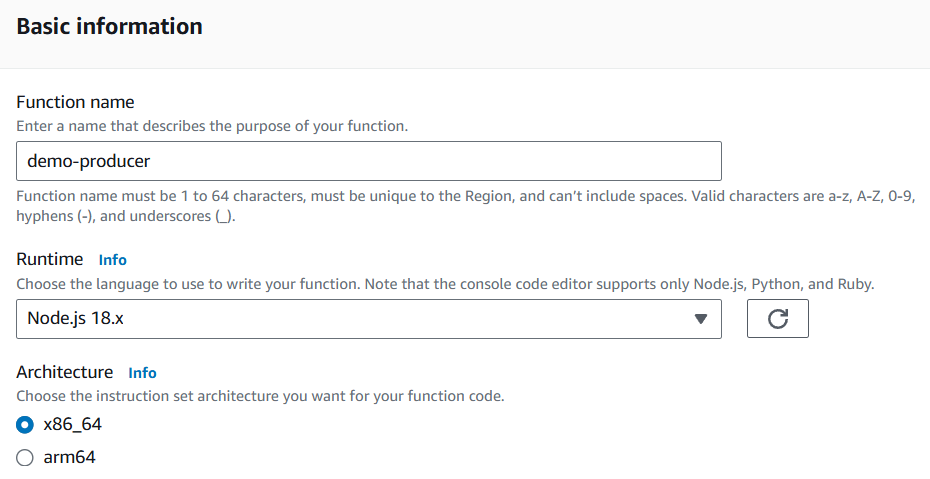 Basic information
Function name
Enter a name that describes the purpose of your function.
demo-producer
Function name must be 1 to 64 characters, must be unique to the Region, and can’t include spaces. Valid characters are a-z, A-Z, 0-9,
hyphens (-), and underscores (_).
Runtime Info
Choose the language to use to write your function. Note that the console code editor supports only Node.js, Python, and Ruby.
Node.js 18.x
Architecture Info
Choose the instruction set architecture you want for your function code.
x86_64
arm64